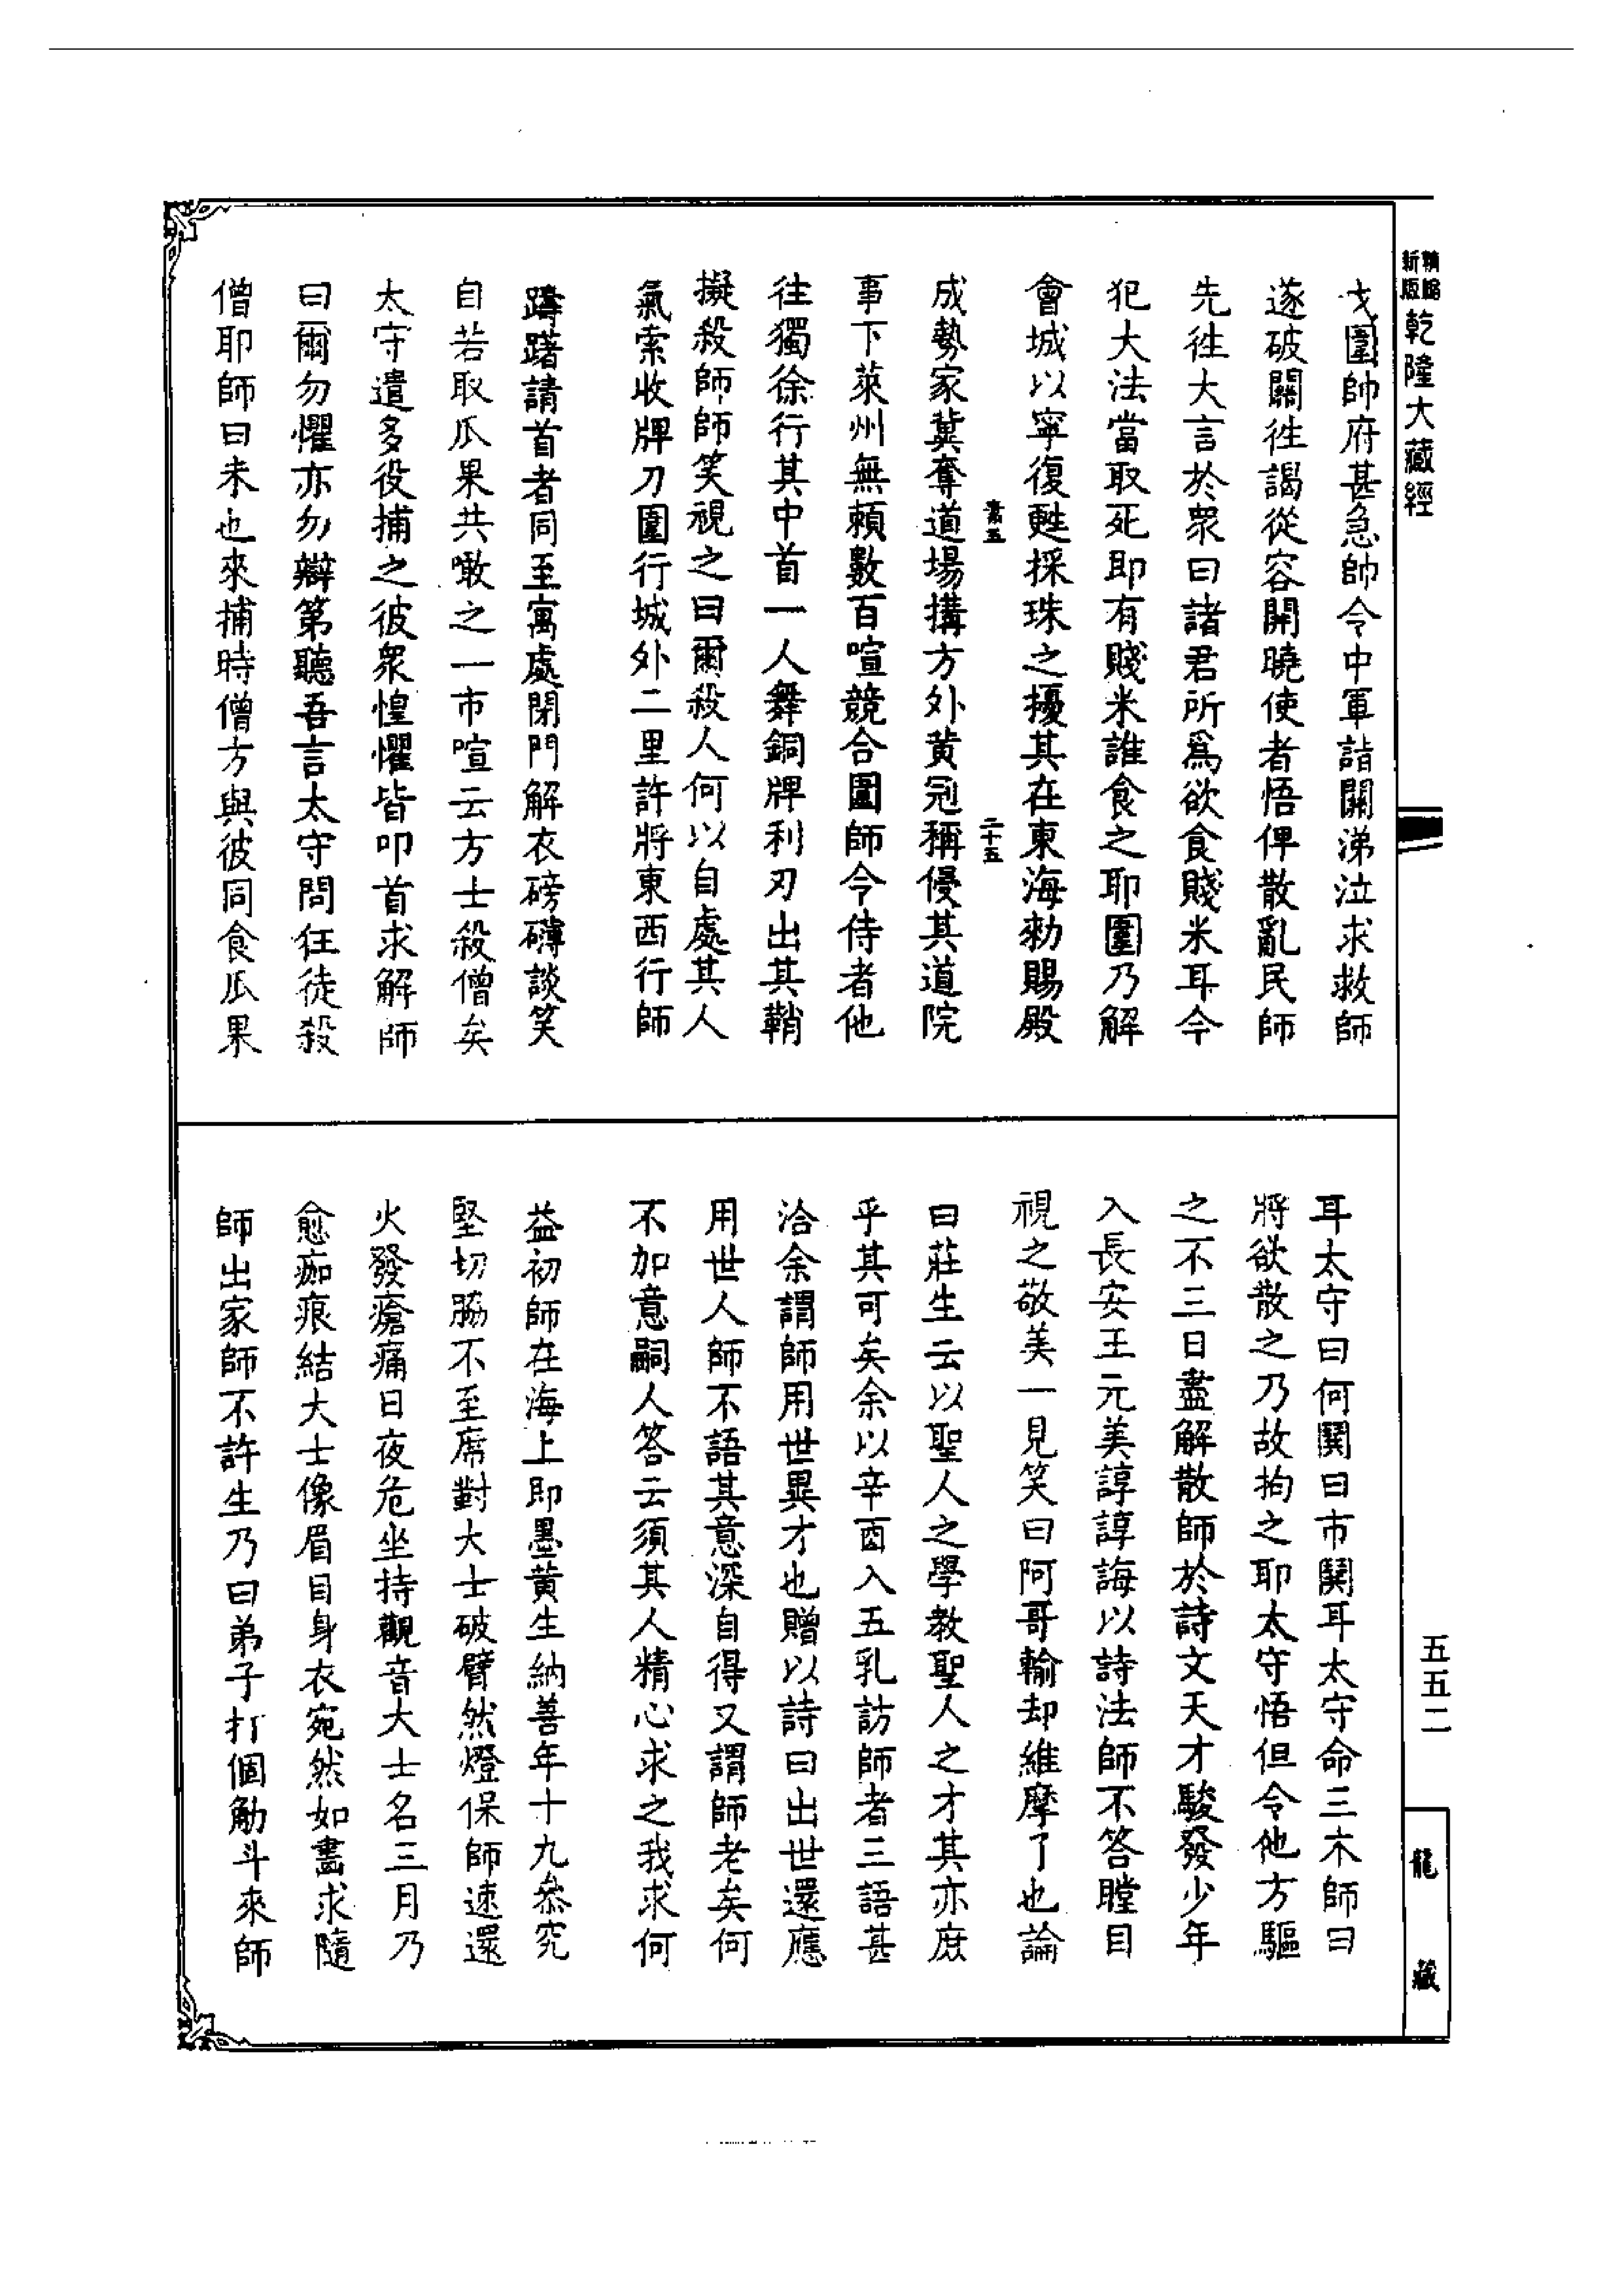 精縮
新版
乾隆大藏經
戈圍帥府甚急帥令中軍詣關涕泣求救師
遂破關徃謁從容開曉使者悟俾散亂民師
先徃大言於眾曰諸君所為欲食賤米耳今
犯大法當取死即有賤米誰食之耶圍乃解
會城以寧復甦採珠之擾其在東海勑賜殿
成勢家冀奪道場搆方外黄冠稱侵其道院
事下萊州無賴數百喧競合圍師令侍者他
往獨徐行其中首一人舞銅牌利刃出其鞘
擬殺師師笑視之曰爾殺人何以自處其人
氣索收牌刀圍行城外二里許將東西行師
躊躇請首者同至寓處閉門解衣磅礴談笑
自若取瓜果共噉之一市喧云方士殺僧矣
太守遣多役捕之彼眾惶懼皆叩首求解師
曰爾勿懼亦勿辯第聽吾言太守問狂徒殺
僧耶師曰未也來捕時僧方與彼同食瓜果
二十五
耳太守曰何鬨曰市鬨耳太守命三木師曰
將欲散之乃故拘之耶太守悟但令他方驅
之不三日盡解散師於詩文天才駿發少年
入長安王元美諄諄誨以詩法師不答瞠目
視之敬美一見笑曰阿哥輸却維摩了也論
曰莊生云以聖人之學教聖人之才其亦庶
乎其可矣余以辛酉入五乳訪師者三語甚
洽余謂師用世異才也贈以詩曰出世還應
用世人師不語其意深自得又謂師老矣何
不加意嗣人答云須其人精心求之我求何
益初師在海上即墨黃生納善年十九叅究
堅切脇不至席對大士破臂然燈保師速還
火發瘡痛日夜危坐持觀音大士名三月乃
愈痂痕結大士像眉目身衣宛然如畵求隨
師出家師不許生乃曰弟子打個觔斗來師
五五二
龍
藏